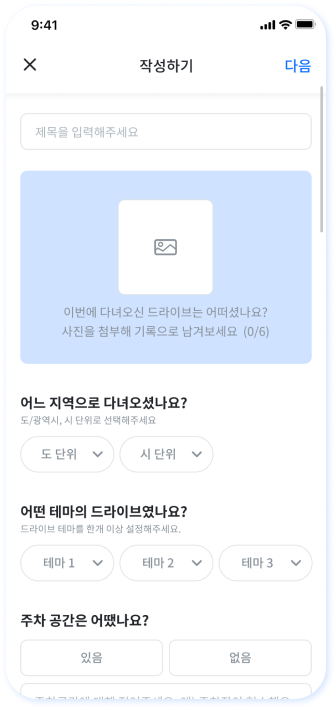 9:41
작성하기
다음
제목을 입력해주세요
이번에 다녀오신 드라이브는 어떠셨나요?
사진을 첨부해 기록으로 남겨보세요 (0/6)
어느 지역으로 다녀오셨나요?
도/광역시, 시 단위로 선택해주세요
도 단위
시 단위
어떤 테마의 드라이브였나요?
드라이브 테마를 한개 이상 설정해주세요.
테마 1
테마 2
테마 3
주차 공간은 어땠나요?
있음
없음